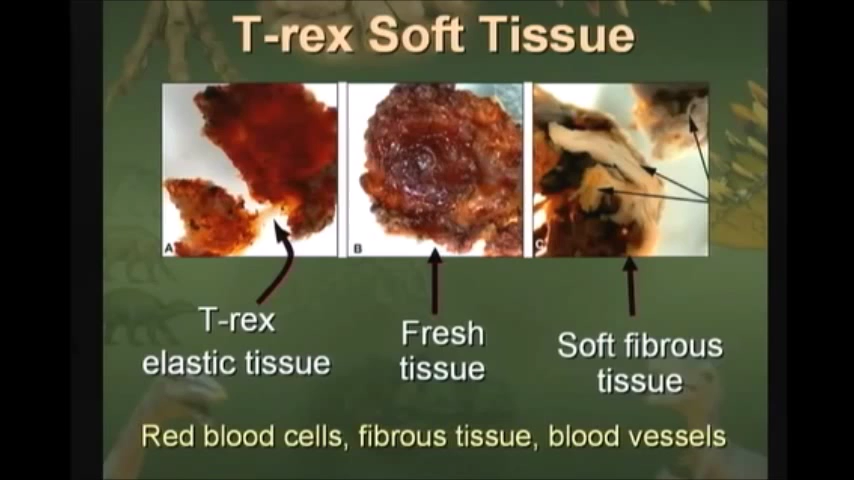 T-rex Soft Tissue
A
B
C
T-rex
elastic tissue
Fresh
tissue
Soft fibrous
tissue
Red blood cells, fibrous tissue, blood vessels